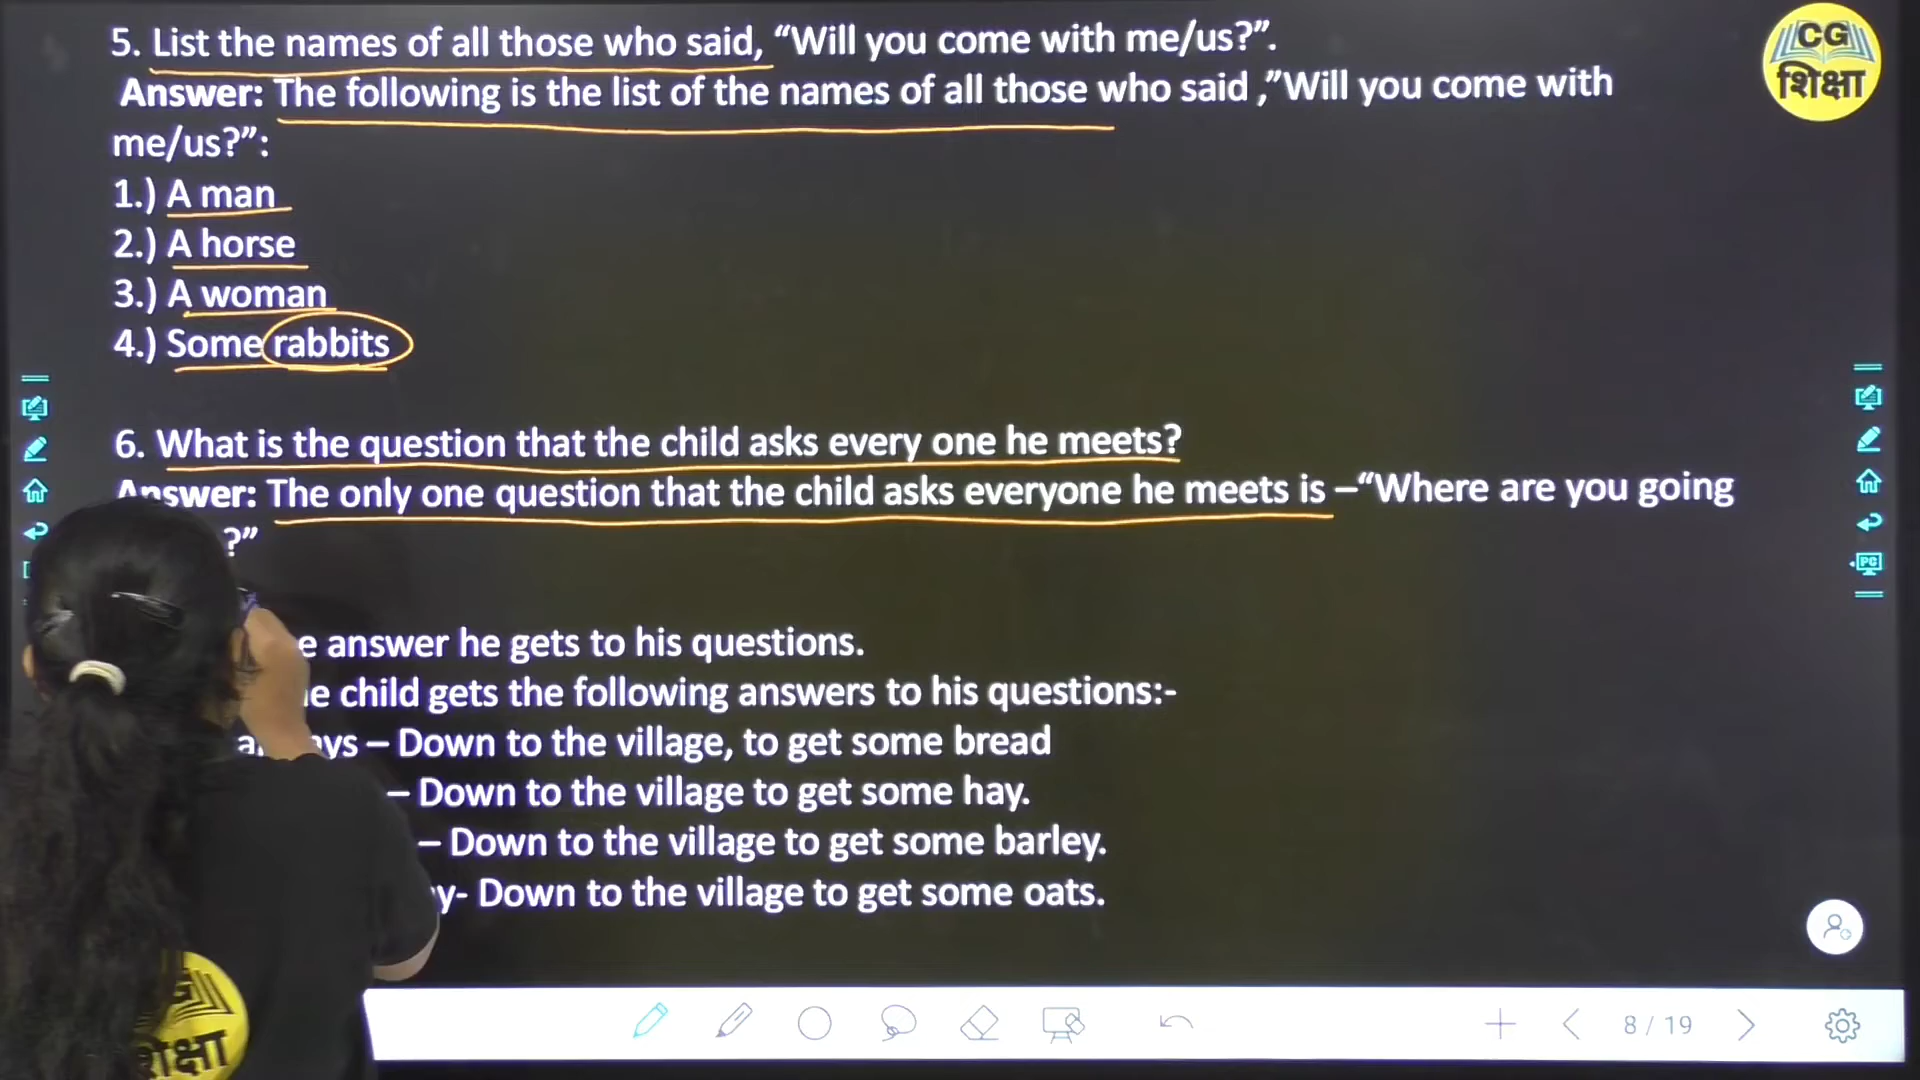 5. List the names of all those who said, “Will you come with me/us?”.
Answer: The following is the list of the names of all those who said ,”Will you come with
me/us?”:
1.) A man
2.) A horse
3.) A woman
4.) Some rabbits
6. What is the question that the child asks every one he meets?
Answer: The only one question that the child asks everyone he meets is –“Where are you going
?”
answer he gets to his questions.
child gets the following answers to his questions:-
– Down to the village, to get some bread
– Down to the village to get some hay.
– Down to the village to get some barley.
- Down to the village to get some oats.
CG
शिक्षा
8 / 19
PC